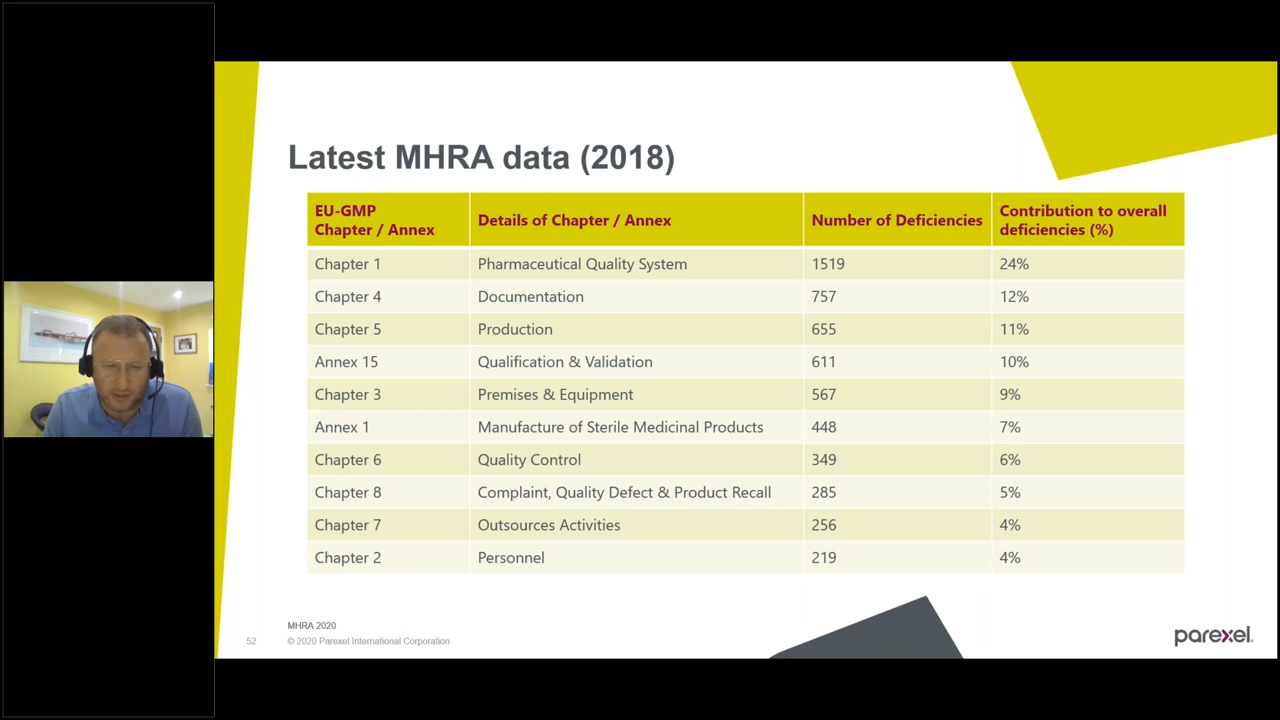 Latest MHRA data (2018)
EU-GMP
Chapter / Annex
Details of Chapter / Annex
Number of Deficiencies
Contribution to overall
deficiencies (%)
Chapter 1 Pharmaceutical Quality System 1519 24%
Chapter 4 Documentation 757 12%
Chapter 5 Production 655 11%
Annex 15 Qualification & Validation 611 10%
Chapter 3 Premises & Equipment 567 9%
Annex 1 Manufacture of Sterile Medicinal Products 448 7%
Chapter 6 Quality Control 349 6%
Chapter 8 Complaint, Quality Defect & Product Recall 285 5%
Chapter 7 Outsources Activities 256 4%
Chapter 2 Personnel 219 4%
MHRA 2020
52 © 2020 Parexel International Corporation
parexel.